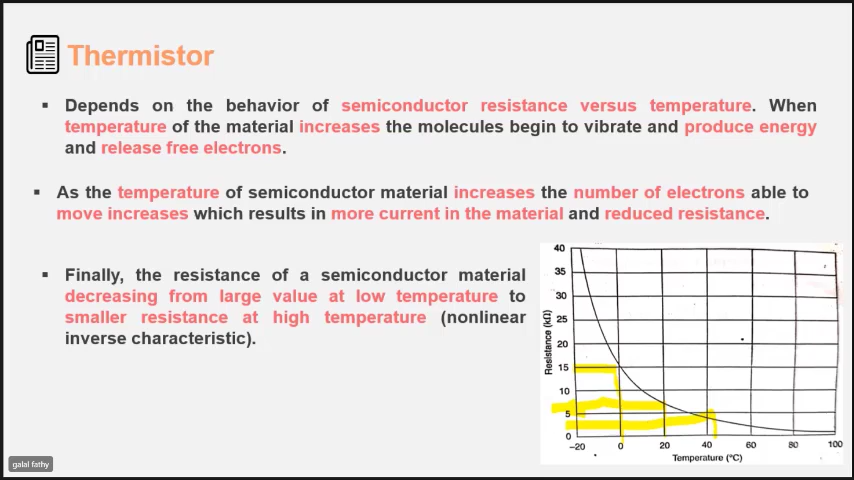 Thermistor
▪ Depends on the behavior of semiconductor resistance versus temperature. When
temperature of the material increases the molecules begin to vibrate and produce energy
and release free electrons.
▪ As the temperature of semiconductor material increases the number of electrons able to
move increases which results in more current in the material and reduced resistance.
▪ Finally, the resistance of a semiconductor material
decreasing from large value at low temperature to
smaller resistance at high temperature (nonlinear
inverse characteristic).
Resistance (kΩ)
40
35
30
25
20
15
10
5
0
−20 0 20 40 60 80 100
Temperature (°C)
galal fathy